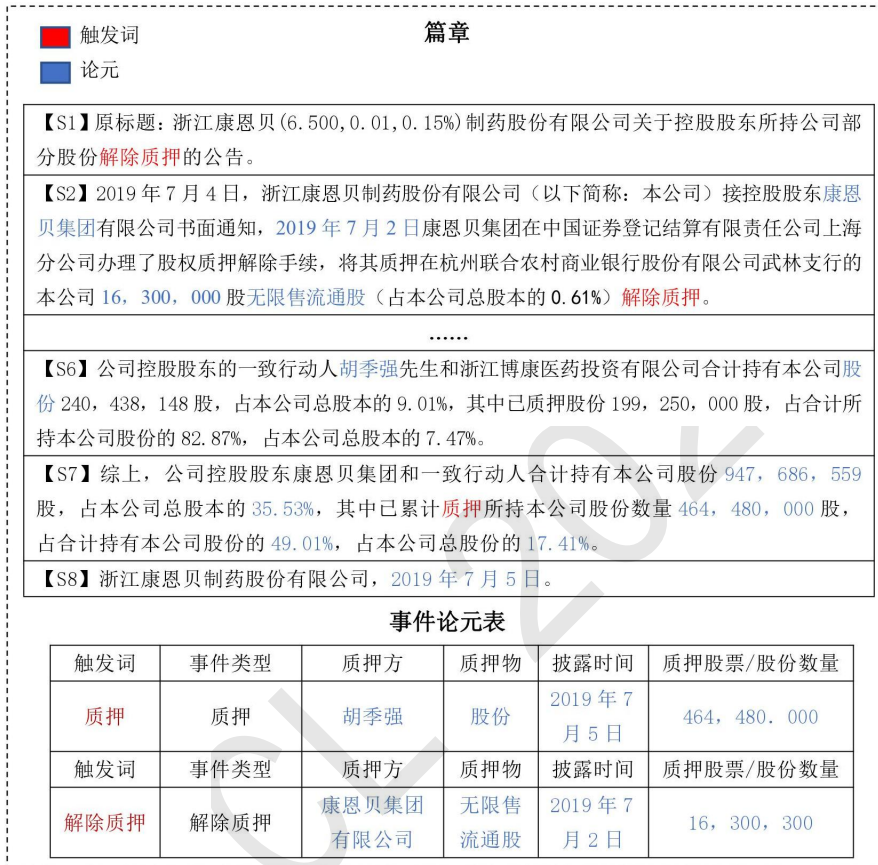 篇章
触发词
论元
【S1】原标题：浙江康恩贝(6.500,0.01,0.15%)制药股份有限公司关于控股股东所持公司部
分股份解除质押的公告。
【S2】2019年7月4日，浙江康恩贝制药股份有限公司（以下简称：本公司）接控股股东康恩
贝集团有限公司书面通知，2019年7月2日康恩贝集团在中国证券登记结算有限责任公司上海
分公司办理了股权质押解除手续，将其质押在杭州联合农村商业银行股份有限公司武林支行的
本公司16，300，000股无限售流通股（占本公司总股本的0.61%）解除质押。
……
【S6】公司控股股东的一致行动人胡季强先生和浙江博康医药投资有限公司合计持有本公司股
份240，438，148股，占本公司总股本的9.01%，其中已质押股份199，250，000股，占合计所
持本公司股份的82.87%，占本公司总股本的7.47%。
【S7】综上，公司控股股东康恩贝集团和一致行动人合计持有本公司股份947，686，559
股，占本公司总股本的35.53%，其中已累计质押所持本公司股份数量464，480，000股，
占合计持有本公司股份的49.01%，占本公司总股份的17.41%。
【S8】浙江康恩贝制药股份有限公司，2019年7月5日。
事件论元表
触发词 事件类型 质押方 质押物 披露时间 质押股票/股份数量
质押 质押 胡季强 股份 2019年7
月5日 464，480．000
触发词 事件类型 质押方 质押物 披露时间 质押股票/股份数量
解除质押 解除质押 康恩贝集团
有限公司 无限售
流通股 2019年7
月2日 16，300，300
CL 202